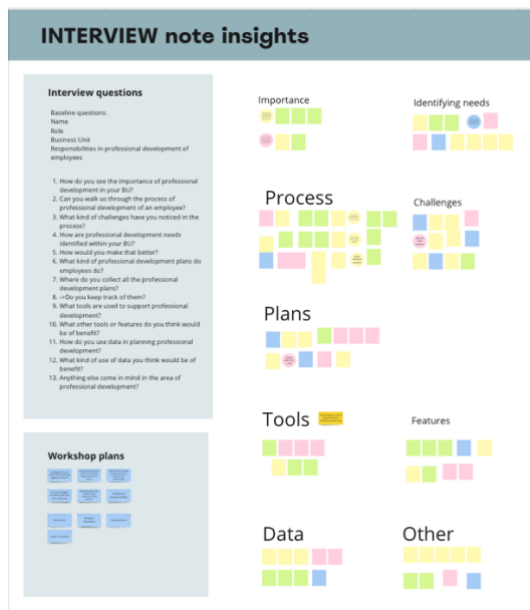 INTERVIEW note insights
Interview questions
Baseline questions:
Name
Role
Business Unit
Responsibilities in professional development of
employees
1. How do you see the importance of professional
development in your BU?
2. Can you walk us through the process of
professional development of an employee?
3. What kind of challenges have you noticed in the
process?
4. How are professional development needs
identified within your BU?
5. How would you make that better?
6. What kind of professional development plans do
employees do?
7. Where do you collect all the professional
development plans?
8. ->Do you keep track of them?
9. What tools are used to support professional
development?
10. What other tools or features do you think would
be of benefit?
11. How do you use data in planning professional
development?
12. What kind of use of data you think would be of
benefit?
13. Anything else come in mind in the area of
professional development?
Workshop plans
Importance
Identifying needs
Process
Challenges
Plans
Tools
Features
Data
Other